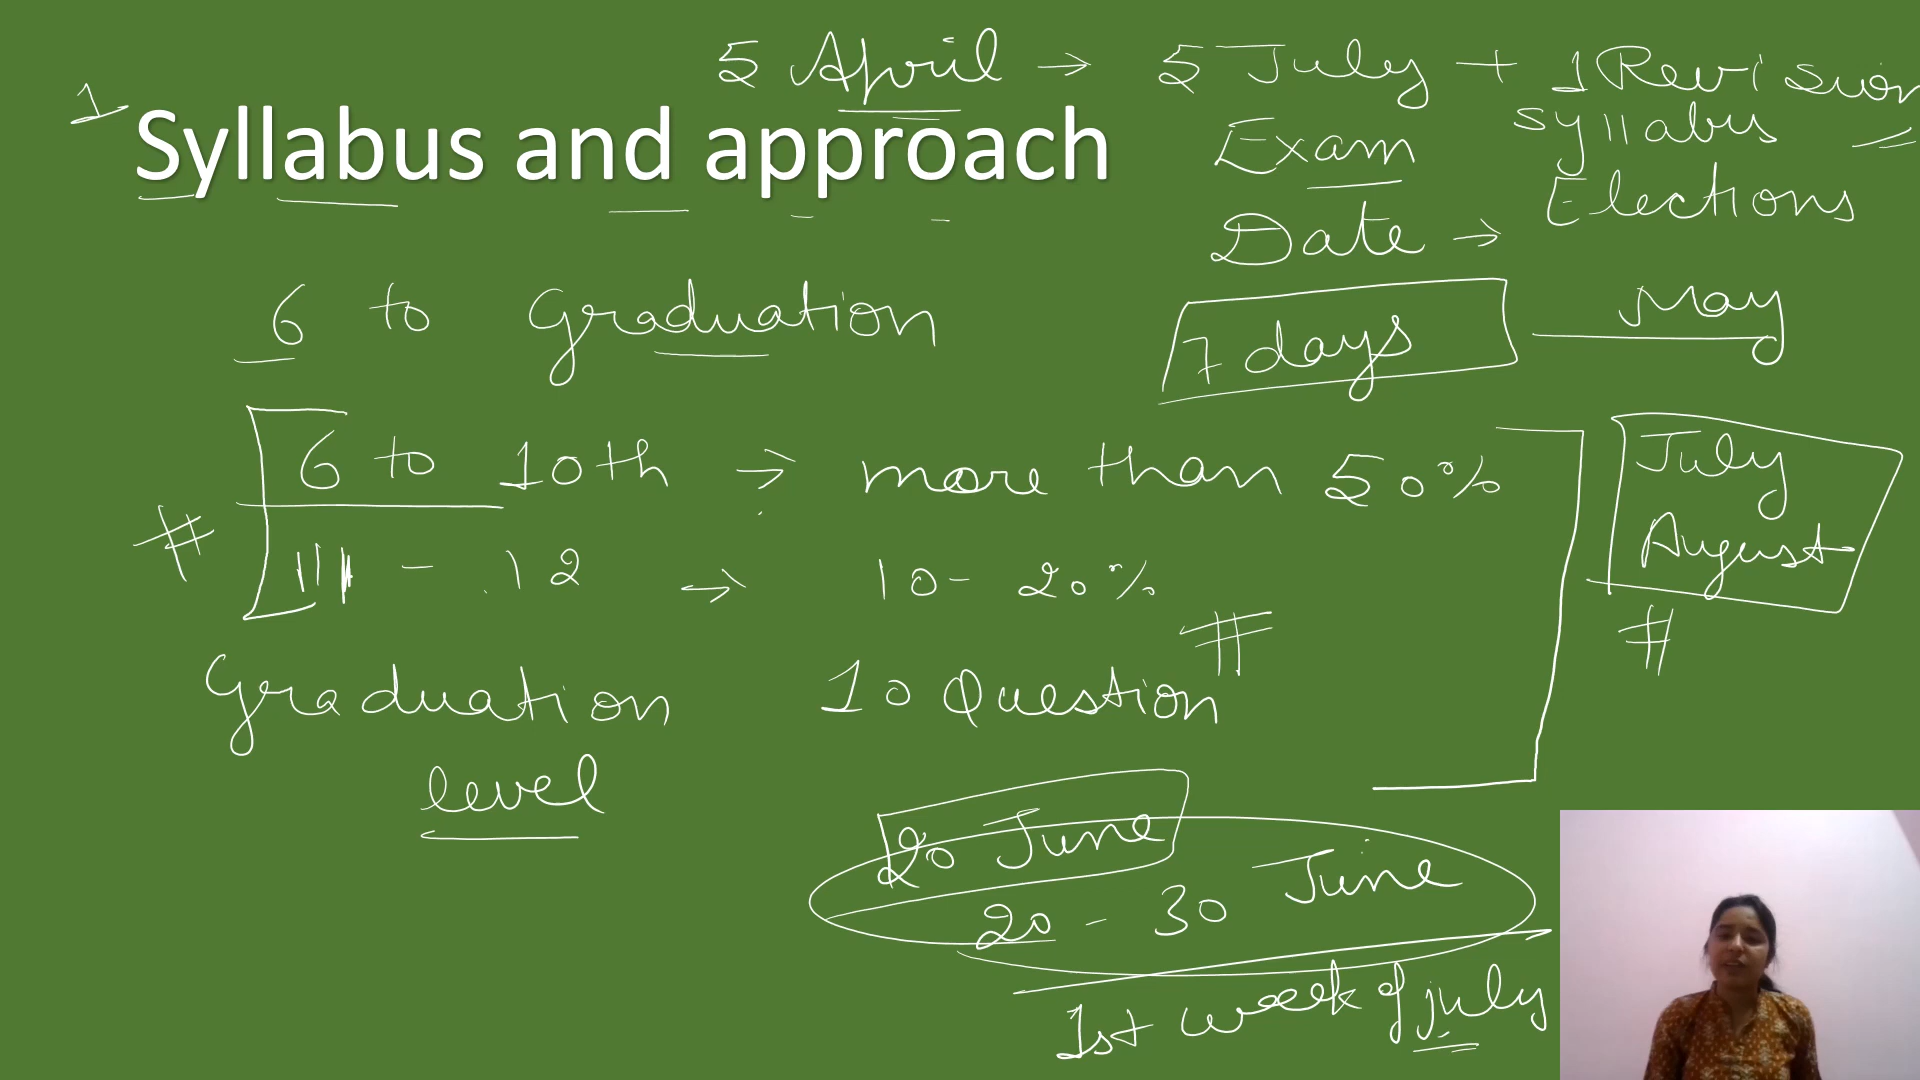 5 April → 5 July + 1 Revision
1 Syllabus and approach
Exam
syllabus
Date → Elections
6 to Graduation
7 days
May
6 to 10th → more than 50%
July
August
#
11 - 12 → 10 - 20%
#
#
Graduation
10 Question
level
20 June
20 - 30 June
1st week of july